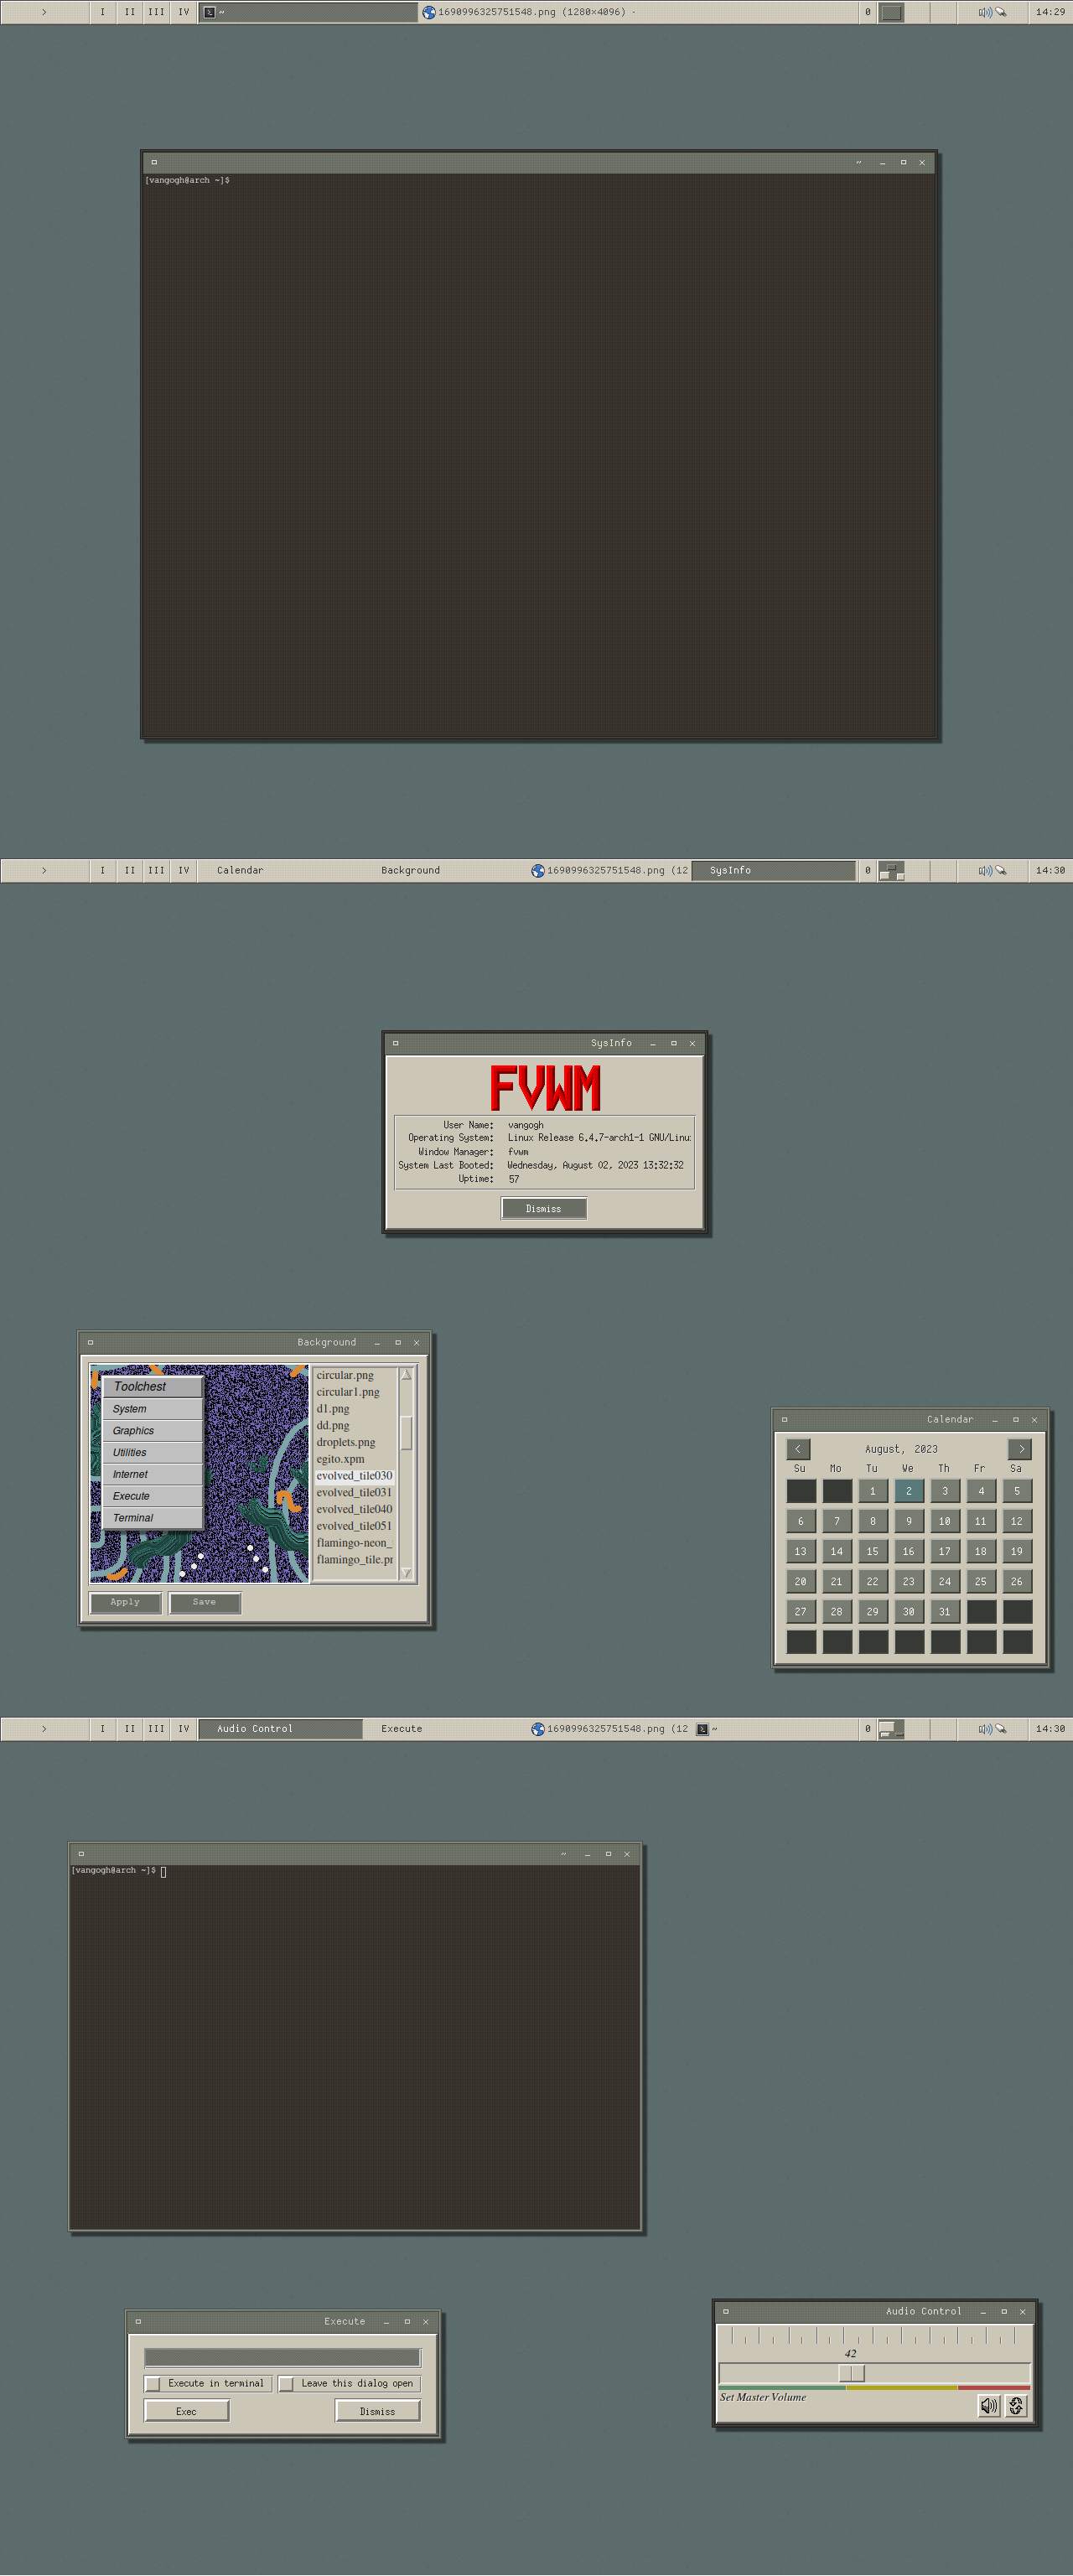 > I II III IV ~ 1690996325751548.png (1280×4096) - 0 14:29
~
[vangogh@arch ~]$
> I II III IV Calendar Background 1690996325751548.png (12 SysInfo 0 14:30
SysInfo
FVWM
User Name: vangogh
Operating System: Linux Release 6.4.7-arch1-1 GNU/Linu
Window Manager: fvwm
System Last Booted: Wednesday, August 02, 2023 13:32:32
Uptime: 57
Dismiss
Background
Toolchest
System
Graphics
Utilities
Internet
Execute
Terminal
circular.png
circular1.png
d1.png
dd.png
droplets.png
egito.xpm
evolved_tile030
evolved_tile031
evolved_tile040
evolved_tile051
flamingo-neon_
flamingo_tile.pr
Apply Save
Calendar
< August, 2023 >
Su Mo Tu We Th Fr Sa
1 2 3 4 5
6 7 8 9 10 11 12
13 14 15 16 17 18 19
20 21 22 23 24 25 26
27 28 29 30 31
> I II III IV Audio Control Execute 1690996325751548.png (12 ~ 0 14:30
~
[vangogh@arch ~]$
Execute
Execute in terminal Leave this dialog open
Exec Dismiss
Audio Control
42
Set Master Volume